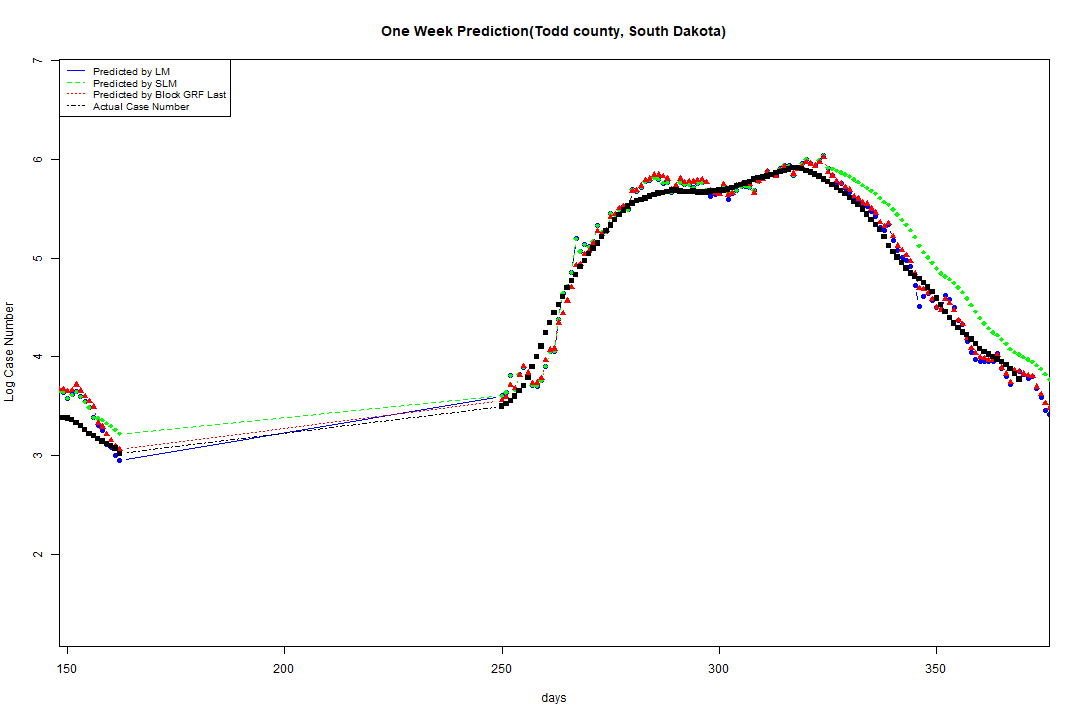 One Week Prediction(Todd county, South Dakota)
Predicted by LM
Predicted by SLM
Predicted by Block GRF Last
Actual Case Number
7
6
5
4
3
2
Log Case Number
150 200 250 300 350
days